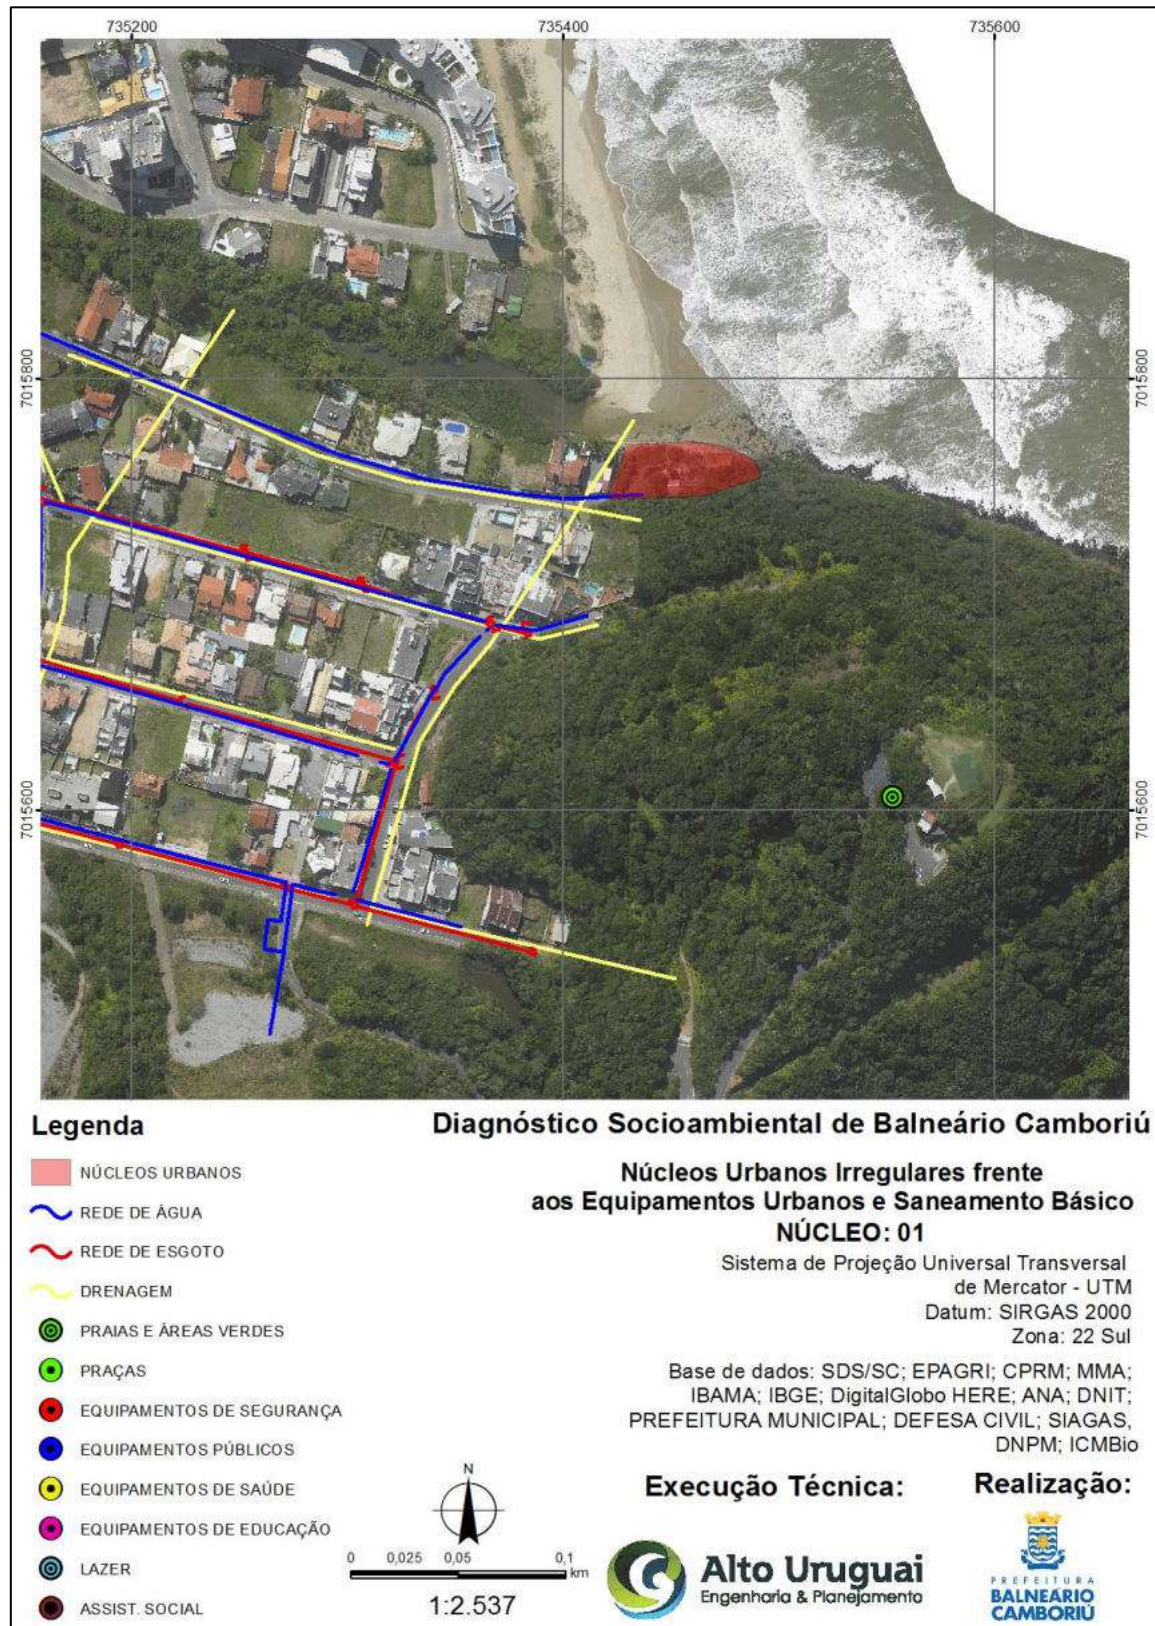 735200
735400
735600
7015800
7015800
7015600
7015600
Legenda
NÚCLEOS URBANOS
REDE DE ÁGUA
REDE DE ESGOTO
DRENAGEM
PRAIAS E ÁREAS VERDES
PRAÇAS
EQUIPAMENTOS DE SEGURANÇA
EQUIPAMENTOS PÚBLICOS
EQUIPAMENTOS DE SAÚDE
EQUIPAMENTOS DE EDUCAÇÃO
LAZER
ASSIST. SOCIAL
N
0 0,025 0,05 0,1
km
1:2.537
Diagnóstico Socioambiental de Balneário Camboriú
Núcleos Urbanos Irregulares frente
aos Equipamentos Urbanos e Saneamento Básico
NÚCLEO: 01
Sistema de Projeção Universal Transversal
de Mercator - UTM
Datum: SIRGAS 2000
Zona: 22 Sul
Base de dados: SDS/SC; EPAGRI; CPRM; MMA;
IBAMA; IBGE; DigitalGlobo HERE; ANA; DNIT;
PREFEITURA MUNICIPAL; DEFESA CIVIL; SIAGAS,
DNPM; ICMBio
Execução Técnica:
Alto Uruguai
Engenharia & Planejamento
Realização:
PREFEITURA
BALNEÁRIO
CAMBORIÚ